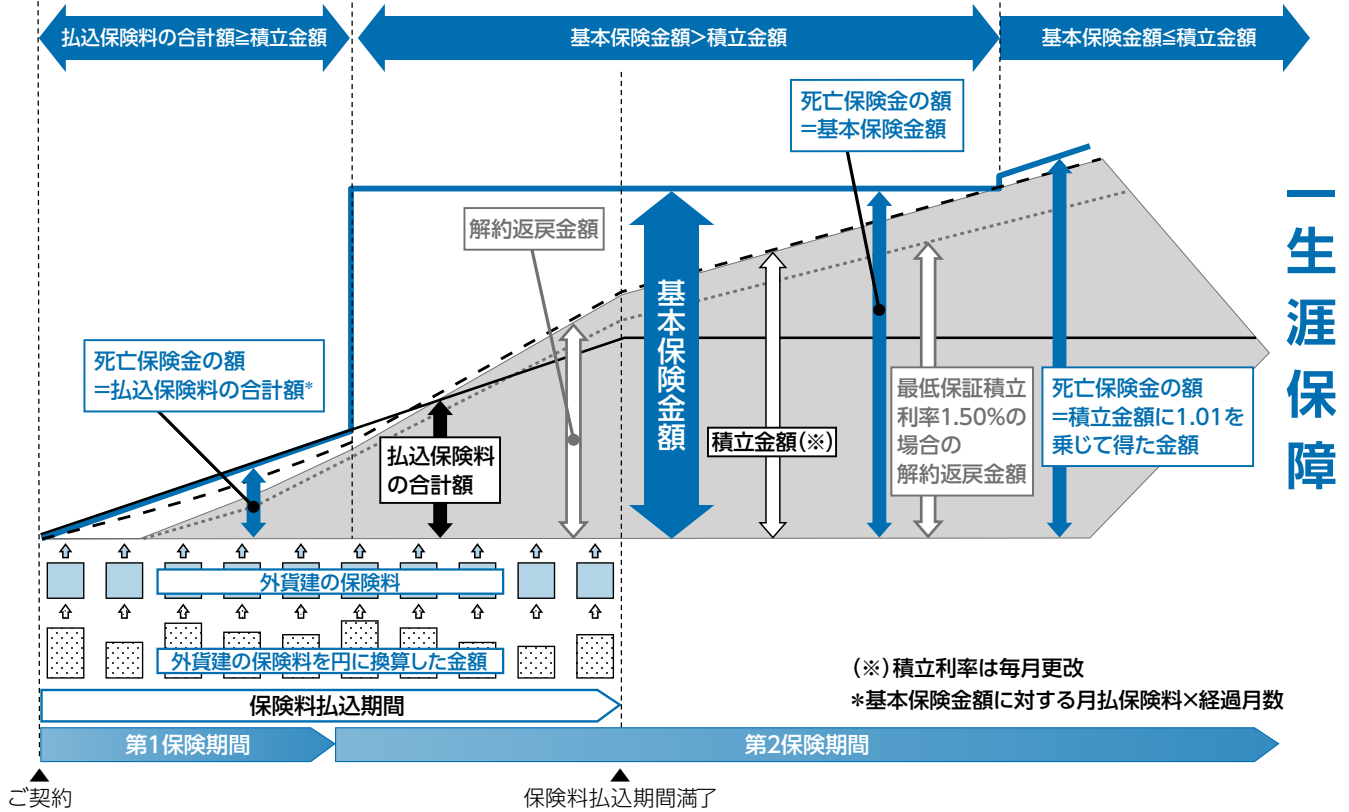 払込保険料の合計額≧積立金額
基本保険金額>積立金額
基本保険金額≦積立金額
死亡保険金の額
=基本保険金額
解約返戻金額
基本保険金額
死亡保険金の額
=払込保険料の合計額*
払込保険料
の合計額
積立金額(※)
最低保証積立
利率1.50%の
場合の
解約返戻金額
死亡保険金の額
=積立金額に1.01を
乗じて得た金額
一生涯保障
外貨建の保険料
外貨建の保険料を円に換算した金額
(※)積立利率は毎月更改
*基本保険金額に対する月払保険料×経過月数
保険料払込期間
第1保険期間
第2保険期間
ご契約
保険料払込期間満了